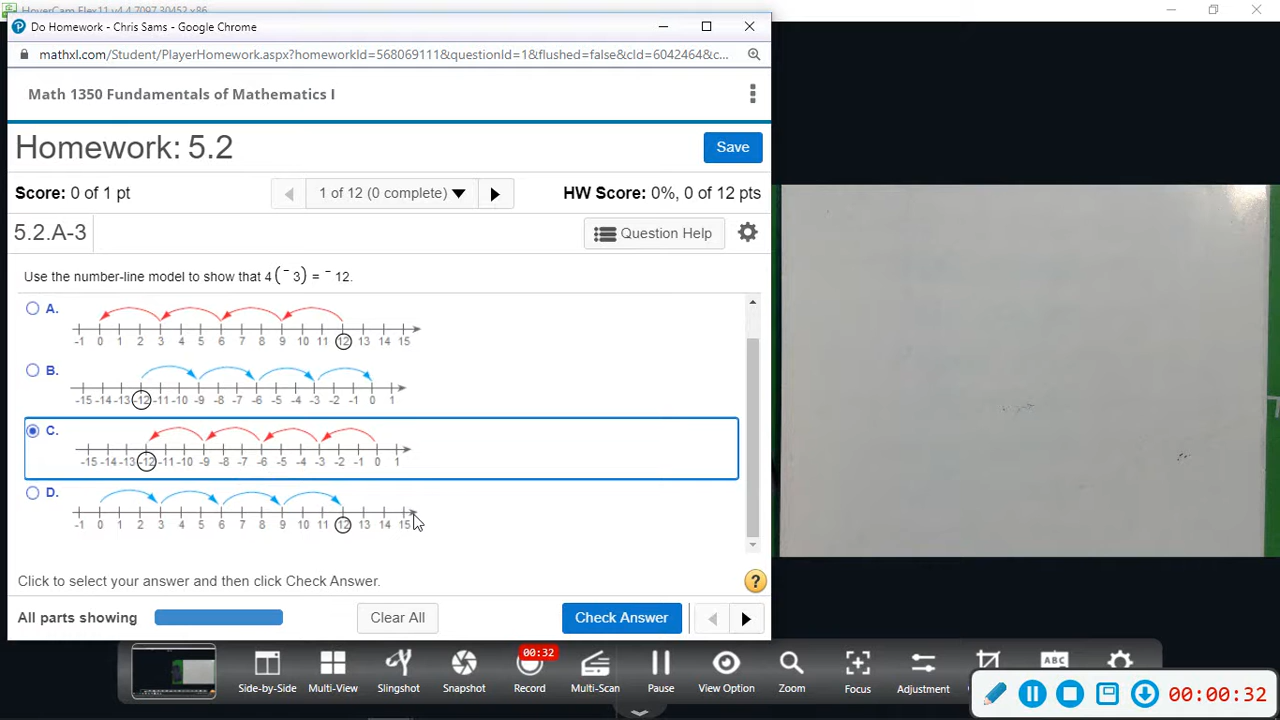 HoverCam Flex11 v4.4.7097.30452 x86
Do Homework - Chris Sams - Google Chrome
mathxl.com/Student/PlayerHomework.aspx?homeworkId=568069111&questionId=1&flushed=false&cId=6042464&c...
Math 1350 Fundamentals of Mathematics I
Homework: 5.2
Save
Score: 0 of 1 pt
1 of 12 (0 complete)
HW Score: 0%, 0 of 12 pts
5.2.A-3
Question Help
Use the number-line model to show that 4(⁻3) = ⁻12.
A.
-1 0 1 2 3 4 5 6 7 8 9 10 11 12 13 14 15
B.
-15 -14 -13 -12 -11 -10 -9 -8 -7 -6 -5 -4 -3 -2 -1 0 1
C.
-15 -14 -13 -12 -11 -10 -9 -8 -7 -6 -5 -4 -3 -2 -1 0 1
D.
-1 0 1 2 3 4 5 6 7 8 9 10 11 12 13 14 15
Click to select your answer and then click Check Answer.
?
All parts showing
Clear All
Check Answer
00:32
ABC
Side-by-Side Multi-View Slingshot Snapshot Record Multi-Scan Pause View Option Zoom Focus Adjustment
00:00:32